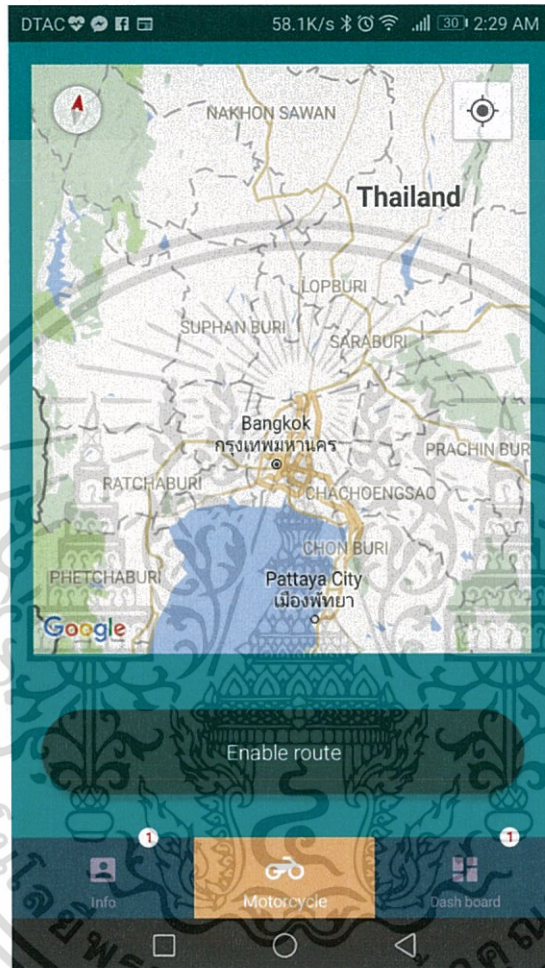 DTAC 58.1K/s 30 2:29 AM
NAKHON SAWAN
Thailand
LOPBURI
SUPHAN BURI
SARABURI
Bangkok
กรุงเทพมหานคร
PRACHIN BUR
RATCHABURI
CHACHOENGSAO
CHON BURI
PHETCHABURI
Pattaya City
เมืองพัทยา
Google
Enable route
1
1
Info
Motorcycle
Dash board